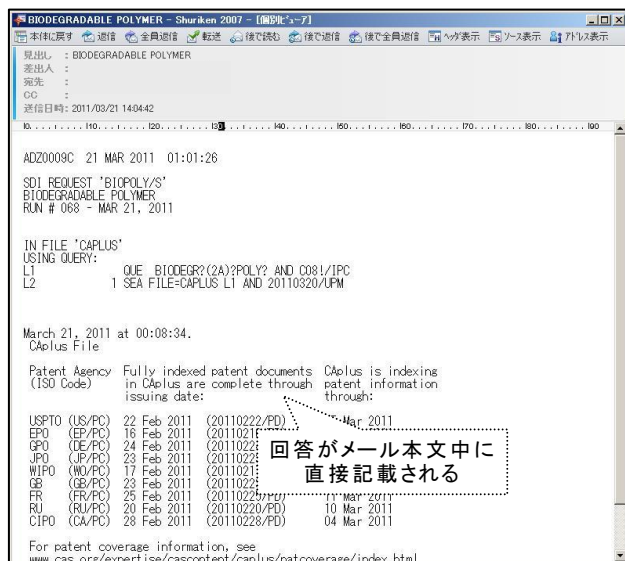 BIODEGRADABLE POLYMER - Shuriken 2007 - [個別ビューア]
本体に戻す 返信 全員返信 転送 後で読む 後で返信 後で全員返信 ヘッダ表示 ソース表示 アドレス表示
見出し : BIODEGRADABLE POLYMER
差出人 :
宛先 :
CC :
送信日時: 2011/03/21 14:04:42
ADZ0009C 21 MAR 2011 01:01:26
SDI REQUEST 'BIOPOLY/S'
BIODEGRADABLE POLYMER
RUN # 068 - MAR 21, 2011
IN FILE 'CAPLUS'
USING QUERY:
L1 QUE BIODEGR?(2A)?POLY? AND C08!/IPC
L2 1 SEA FILE=CAPLUS L1 AND 20110320/UPM
March 21, 2011 at 00:08:34.
CAplus File
Patent Agency Fully indexed patent documents CAplus is indexing
(ISO Code) in CAplus are complete through patent information
issuing date: through:
USPTO (US/PC) 22 Feb 2011 (20110222/PD) Mar 2011
EPO (EP/PC) 16 Feb 2011
GPO (DE/PC) 24 Feb 2011
JPO (JP/PC) 23 Feb 2011
WIPO (WO/PC) 17 Feb 2011
GB (GB/PC) 23 Feb 2011
FR (FR/PC) 25 Feb 2011
RU (RU/PC) 20 Feb 2011 (20110220/PD) 10 Mar 2011
CIPO (CA/PC) 28 Feb 2011 (20110228/PD) 04 Mar 2011
回答がメール本文中に
直接記載される
For patent coverage information, see
www.cas.org/expertise/cascontent/caplus/patcoverage/index.html